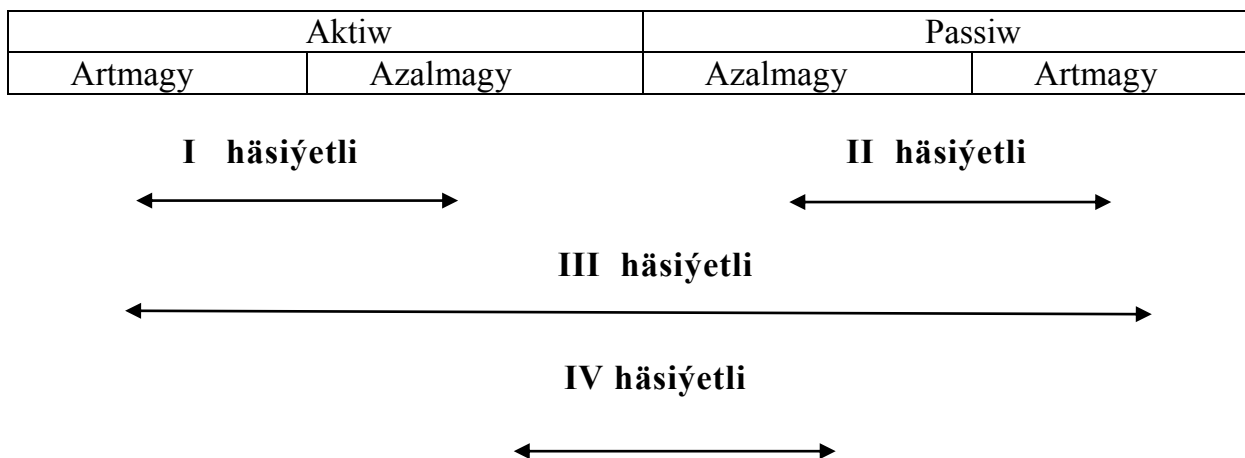 Aktiw Passiw
Artmagy Azalmagy Azalmagy Artmagy
I häsiýetli II häsiýetli
III häsiýetli
IV häsiýetli